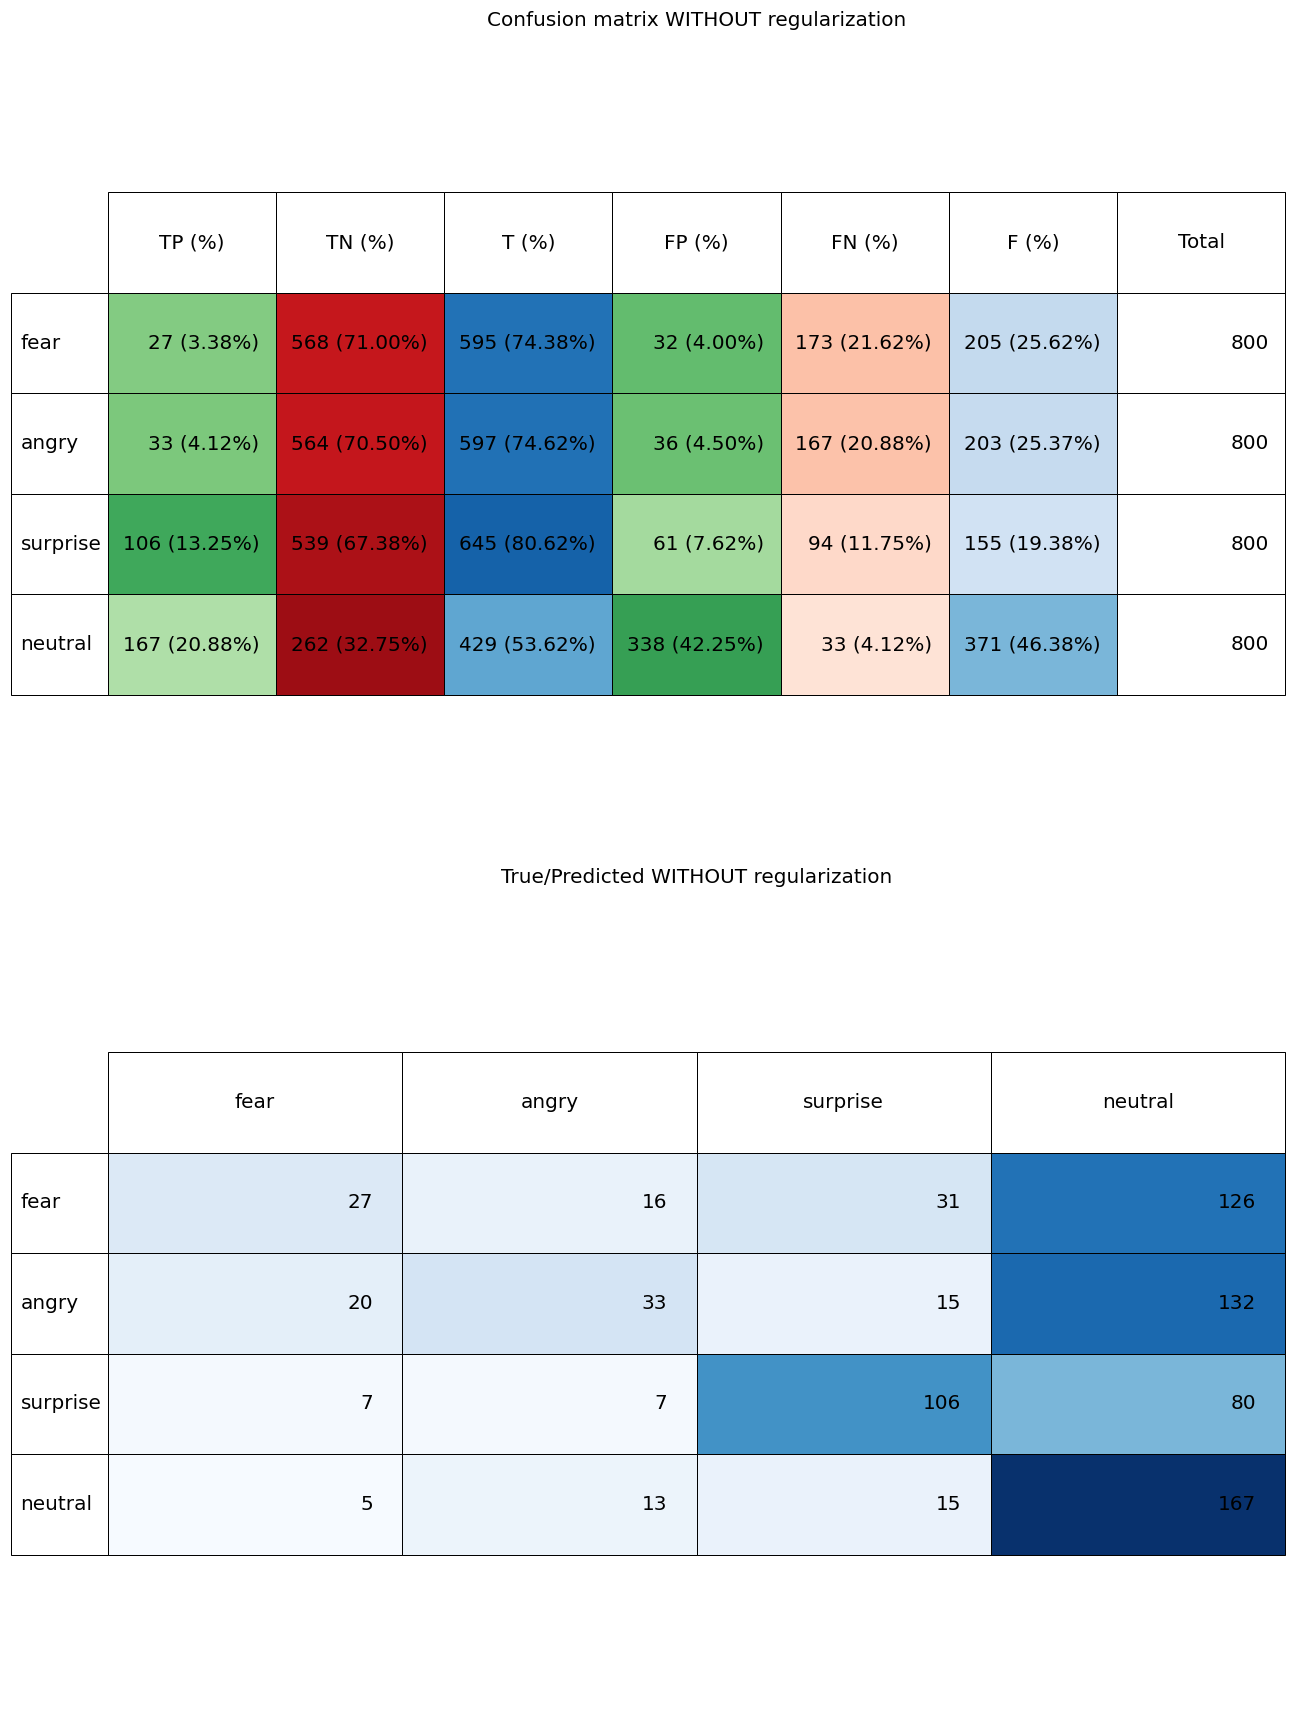 Confusion matrix WITHOUT regularization
TP (%) TN (%) T (%) FP (%) FN (%) F (%) Total
fear 27 (3.38%) 568 (71.00%) 595 (74.38%) 32 (4.00%) 173 (21.62%) 205 (25.62%) 800
angry 33 (4.12%) 564 (70.50%) 597 (74.62%) 36 (4.50%) 167 (20.88%) 203 (25.37%) 800
surprise 106 (13.25%) 539 (67.38%) 645 (80.62%) 61 (7.62%) 94 (11.75%) 155 (19.38%) 800
neutral 167 (20.88%) 262 (32.75%) 429 (53.62%) 338 (42.25%) 33 (4.12%) 371 (46.38%) 800
True/Predicted WITHOUT regularization
fear angry surprise neutral
fear 27 16 31 126
angry 20 33 15 132
surprise 7 7 106 80
neutral 5 13 15 167